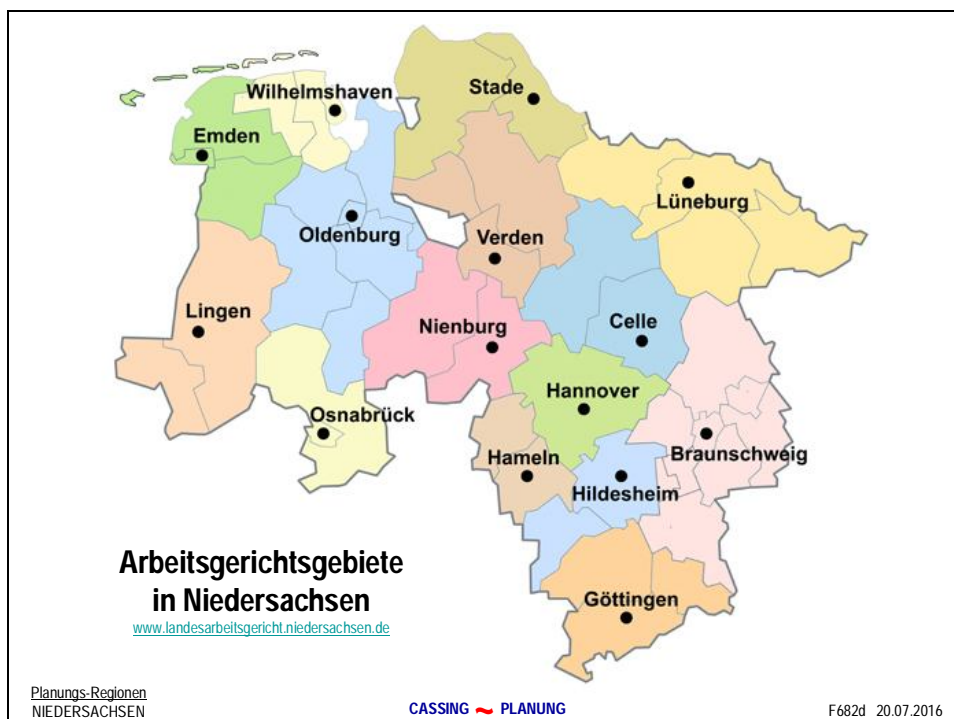 Wilhelmshaven
Stade
Emden
Lüneburg
Oldenburg
Verden
Lingen
Nienburg
Celle
Hannover
Osnabrück
Hameln
Braunschweig
Hildesheim
Arbeitsgerichtsgebiete
in Niedersachsen
www.landesarbeitsgericht.niedersachsen.de
Göttingen
Planungs-Regionen
NIEDERSACHSEN
CASSING ~ PLANUNG
F682d 20.07.2016